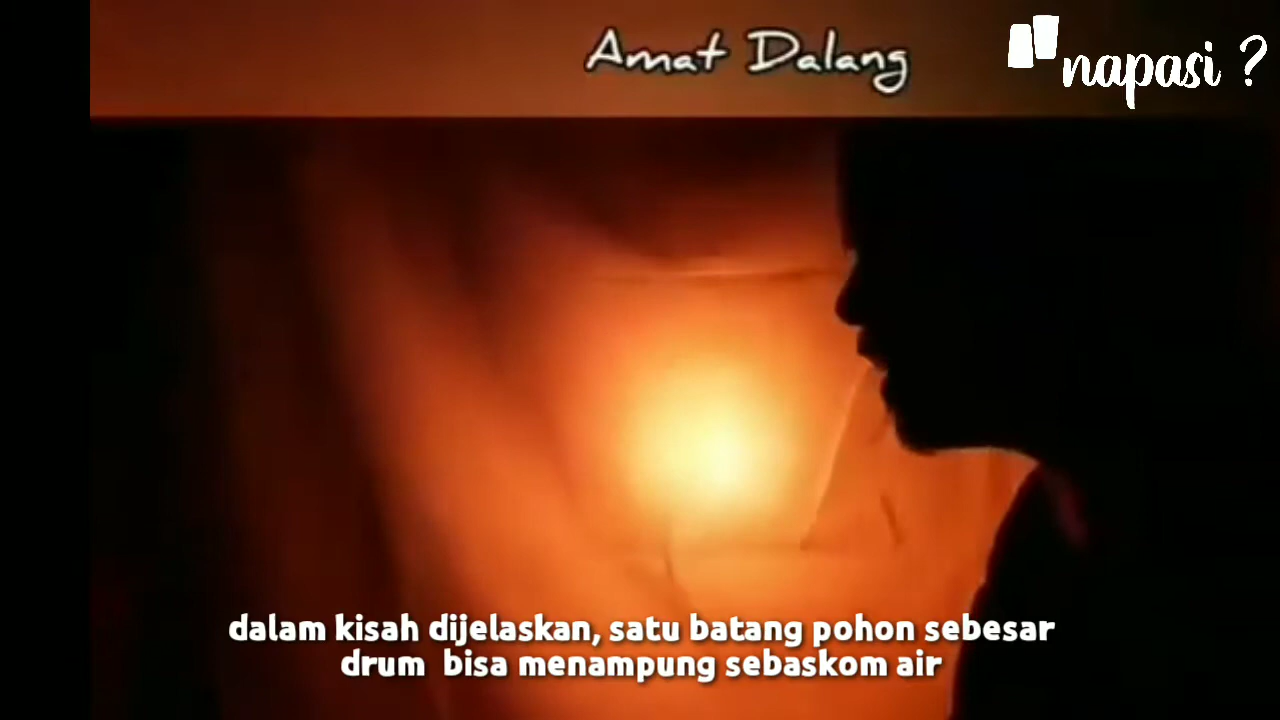 Amat Dalang
napasi ?
dalam kisah dijelaskan, satu batang pohon sebesar
drum bisa menampung sebaskom air